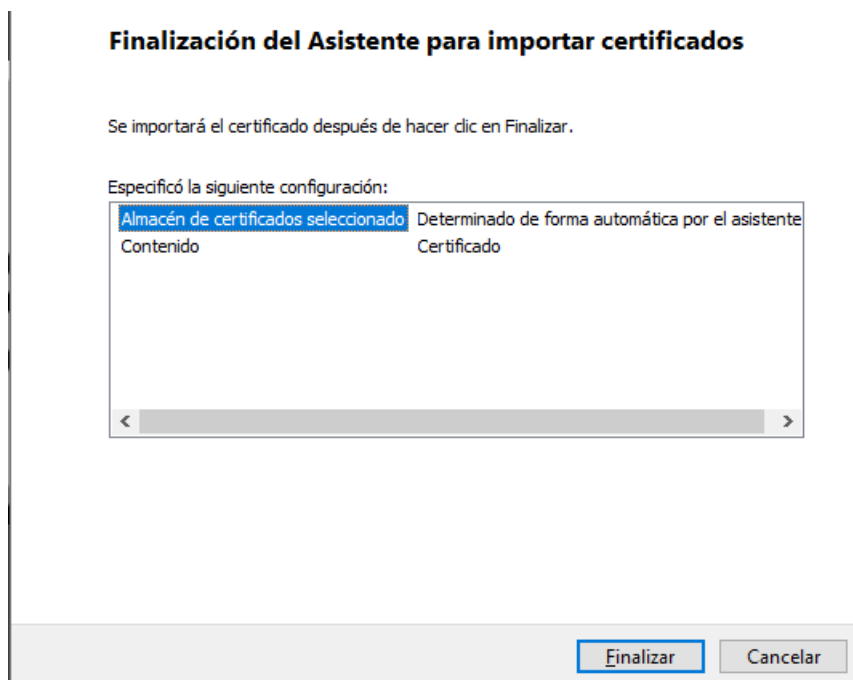 Finalización del Asistente para importar certificados
Se importará el certificado después de hacer clic en Finalizar.
Especificó la siguiente configuración:
Almacén de certificados seleccionado Determinado de forma automática por el asistente
Contenido Certificado
Finalizar Cancelar